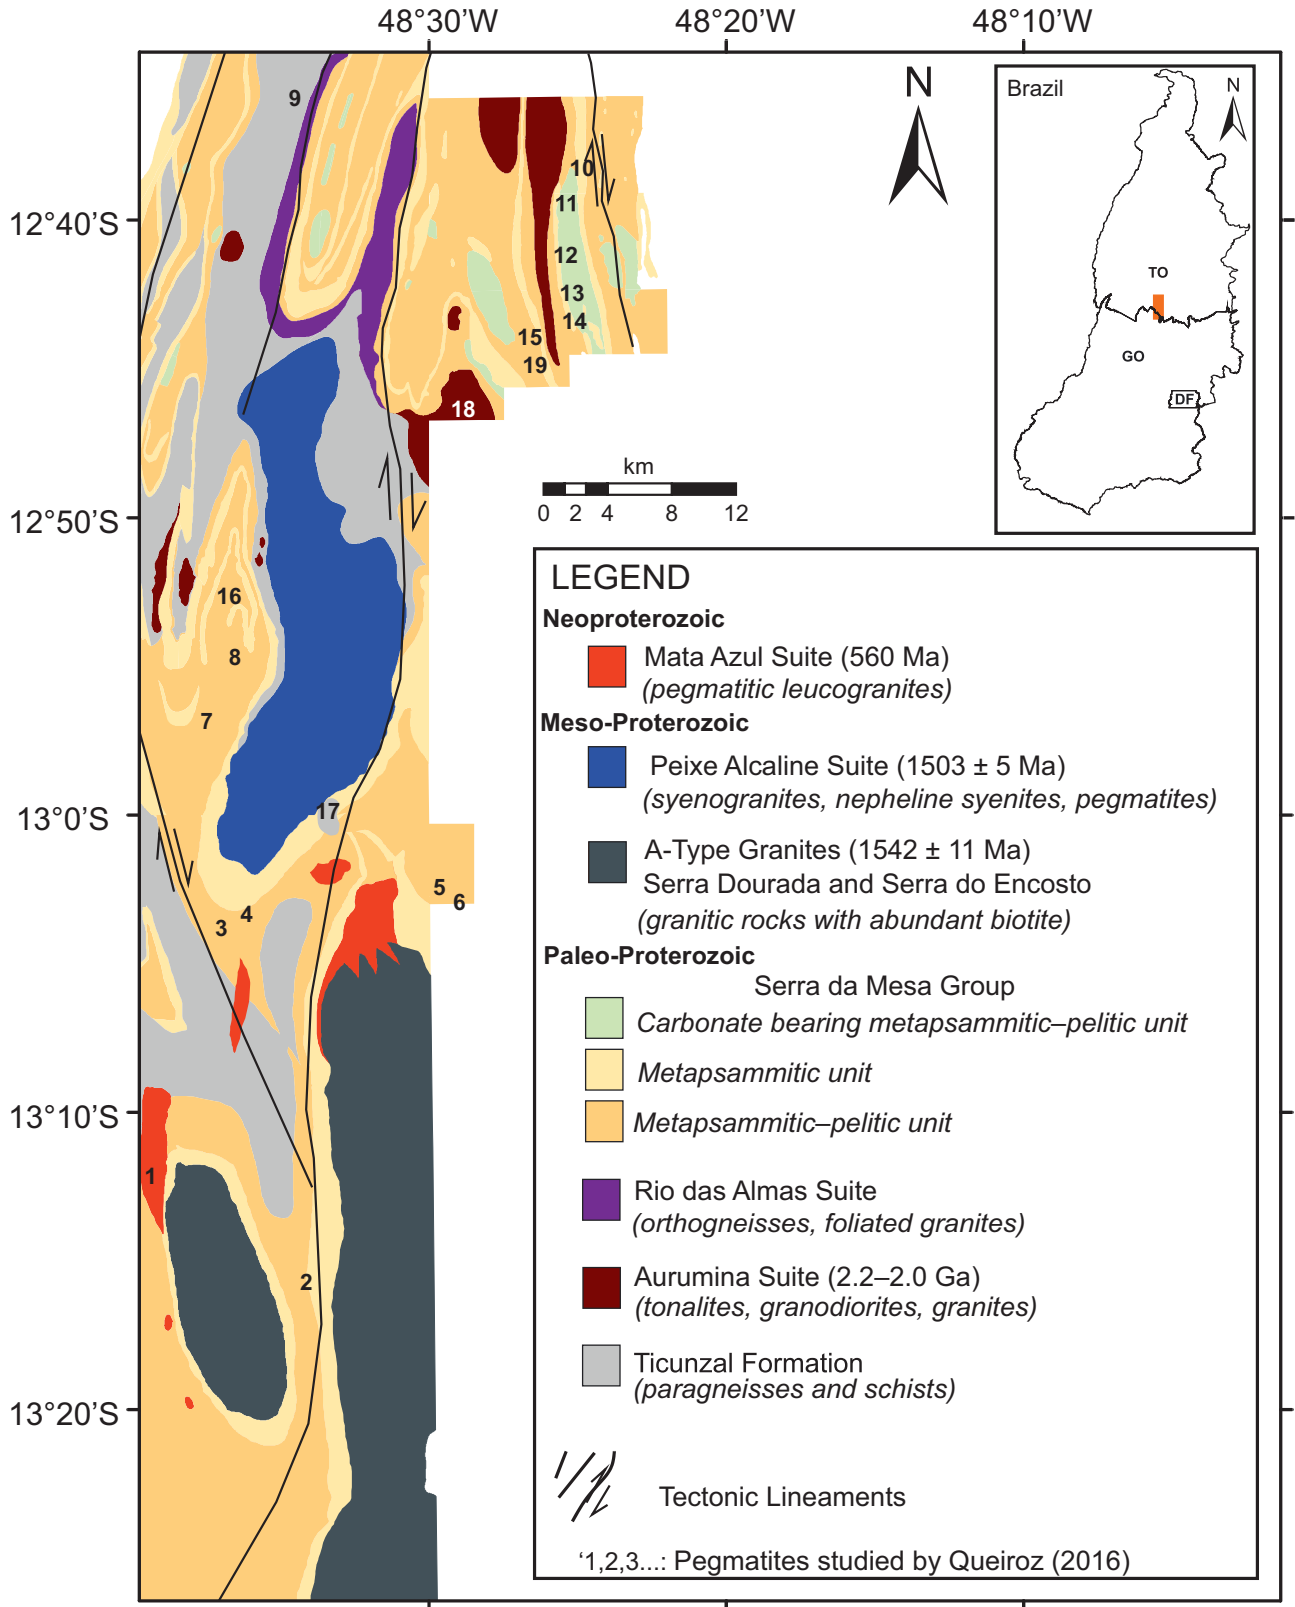 48°30'W 48°20'W 48°10'W
N
Brazil
N
TO
GO
DF
12°40'S
12°50'S
13°0'S
13°10'S
13°20'S
9
10
11
12
13
14
15
19
18
16
8
7
17
5
6
4
3
1
2
km
0 2 4 8 12
LEGEND
Neoproterozoic
Mata Azul Suite (560 Ma)
(pegmatitic leucogranites)
Meso-Proterozoic
Peixe Alcaline Suite (1503 ± 5 Ma)
(syenogranites, nepheline syenites, pegmatites)
A-Type Granites (1542 ± 11 Ma)
Serra Dourada and Serra do Encosto
(granitic rocks with abundant biotite)
Paleo-Proterozoic
Serra da Mesa Group
Carbonate bearing metapsammitic–pelitic unit
Metapsammitic unit
Metapsammitic–pelitic unit
Rio das Almas Suite
(orthogneisses, foliated granites)
Aurumina Suite (2.2–2.0 Ga)
(tonalites, granodiorites, granites)
Ticunzal Formation
(paragneisses and schists)
Tectonic Lineaments
‘1,2,3...: Pegmatites studied by Queiroz (2016)